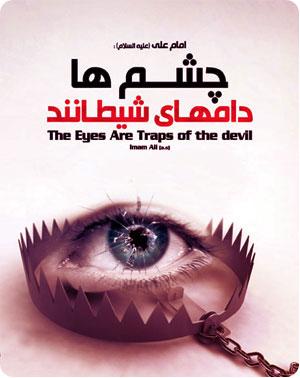 امام علی (علیه السلام) :
چشم ها
دامهای شیطانند
The Eyes Are Traps of the devil
Imam Ali (a.s)